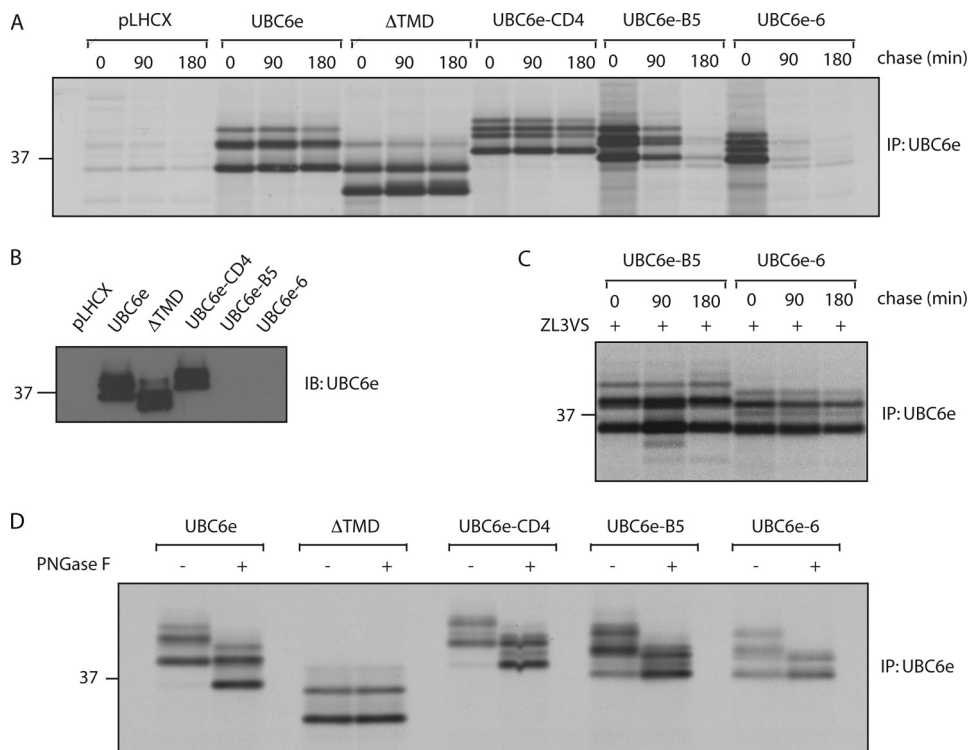 A
pLHCX UBC6e ΔTMD UBC6e-CD4 UBC6e-B5 UBC6e-6
0 90 180 0 90 180 0 90 180 0 90 180 0 90 180 0 90 180 chase (min)
37
IP: UBC6e
B
pLHCX UBC6e ΔTMD UBC6e-CD4 UBC6e-B5 UBC6e-6
37
IB: UBC6e
C
UBC6e-B5 UBC6e-6
0 90 180 0 90 180 chase (min)
ZL3VS + + + + + +
37
IP: UBC6e
D
UBC6e ΔTMD UBC6e-CD4 UBC6e-B5 UBC6e-6
PNGase F - + - + - + - + - +
37
IP: UBC6e